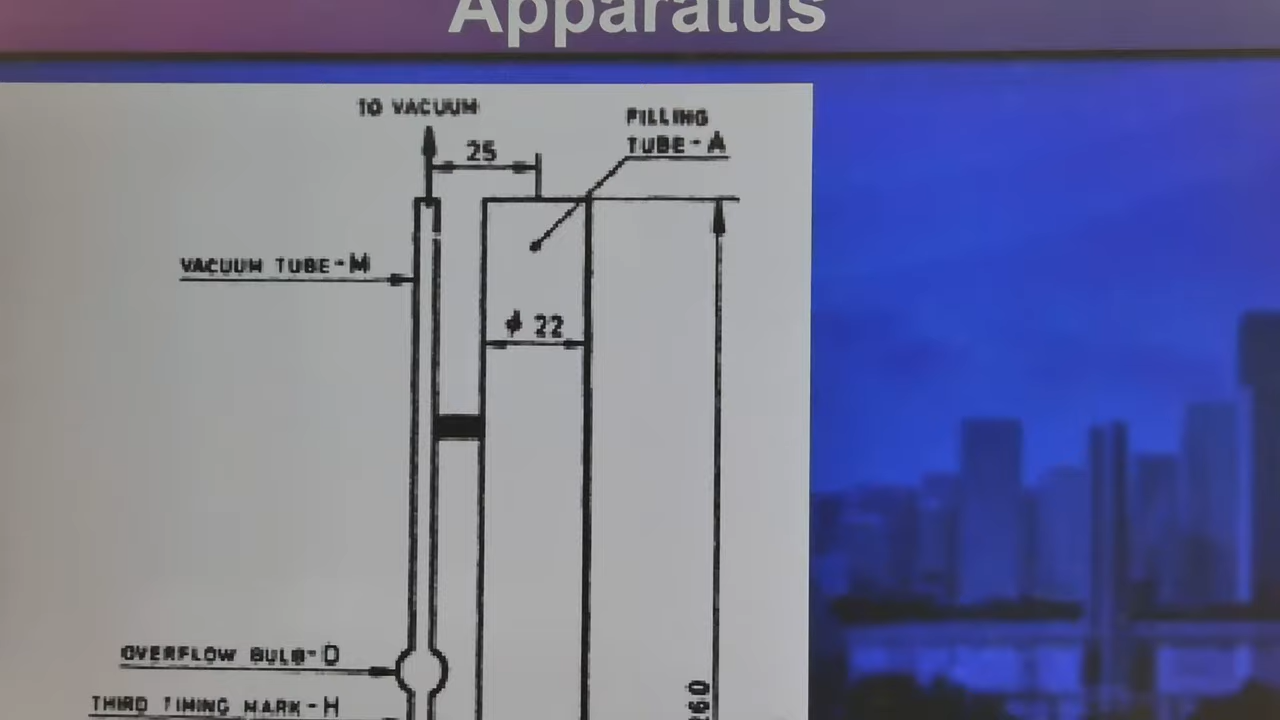 Apparatus
TO VACUUM
25
FILLING
TUBE-A
VACUUM TUBE-M
ϕ 22
OVERFLOW BULB-D
THIRD TIMING MARK-H
260